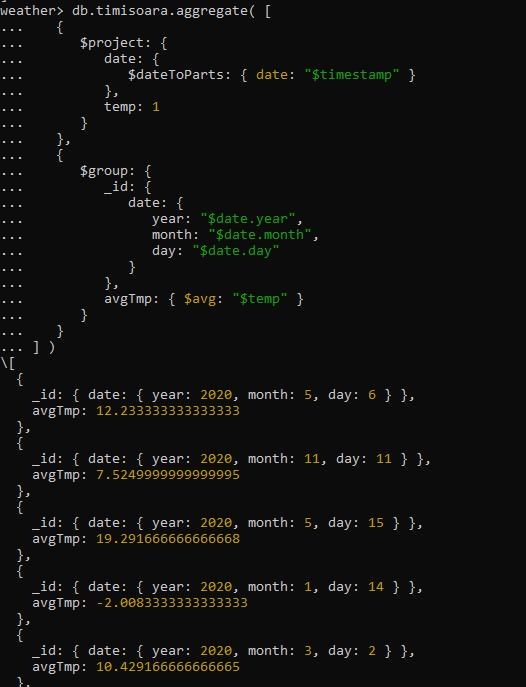 weather> db.timisoara.aggregate( [
... {
... $project: {
... date: {
... $dateToParts: { date: "$timestamp" }
... },
... temp: 1
... }
... },
... {
... $group: {
... _id: {
... date: {
... year: "$date.year",
... month: "$date.month",
... day: "$date.day"
... }
... },
... avgTmp: { $avg: "$temp" }
... }
... }
... ] )
\[
{
_id: { date: { year: 2020, month: 5, day: 6 } },
avgTmp: 12.233333333333333
},
{
_id: { date: { year: 2020, month: 11, day: 11 } },
avgTmp: 7.5249999999999995
},
{
_id: { date: { year: 2020, month: 5, day: 15 } },
avgTmp: 19.291666666666668
},
{
_id: { date: { year: 2020, month: 1, day: 14 } },
avgTmp: -2.0083333333333333
},
{
_id: { date: { year: 2020, month: 3, day: 2 } },
avgTmp: 10.429166666666665
},